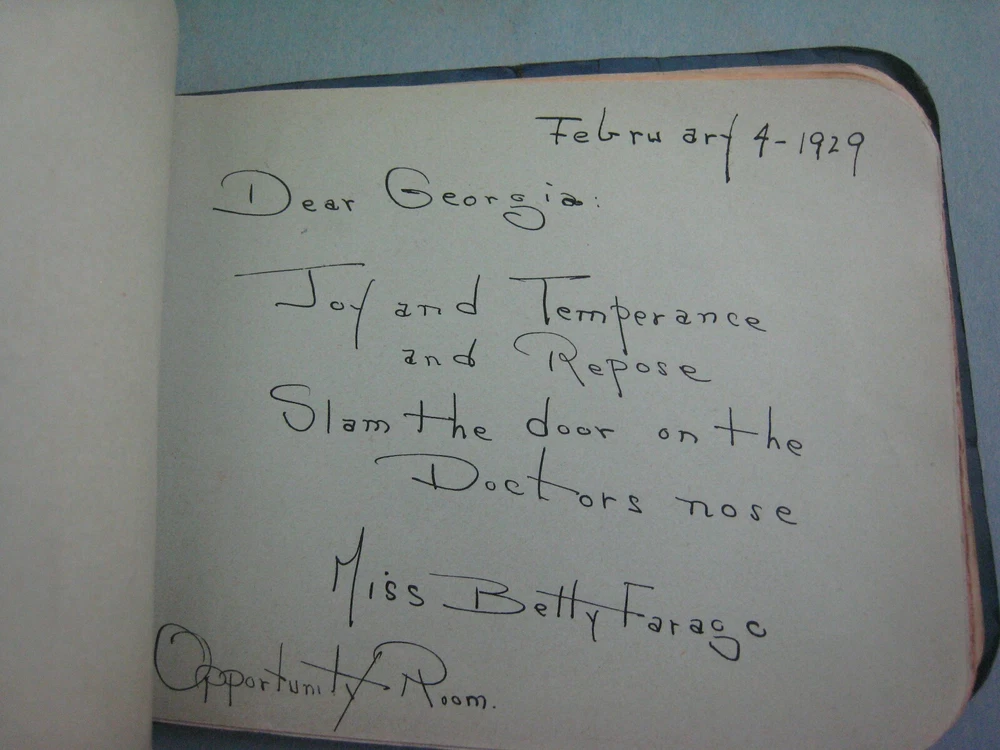 February 4-1929
Dear Georgia:
Joy and Temperance
and Repose
Slam the door on the
Doctors nose
Miss Betty Farago
Opportunity Room.